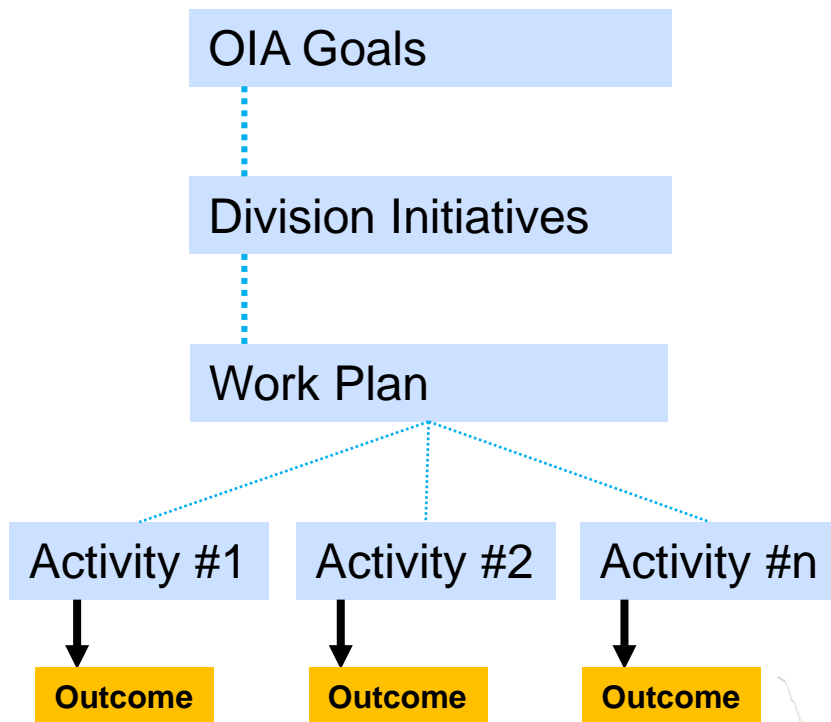 OIA Goals
Division Initiatives
Work Plan
Activity #1
Activity #2
Activity #n
Outcome
Outcome
Outcome